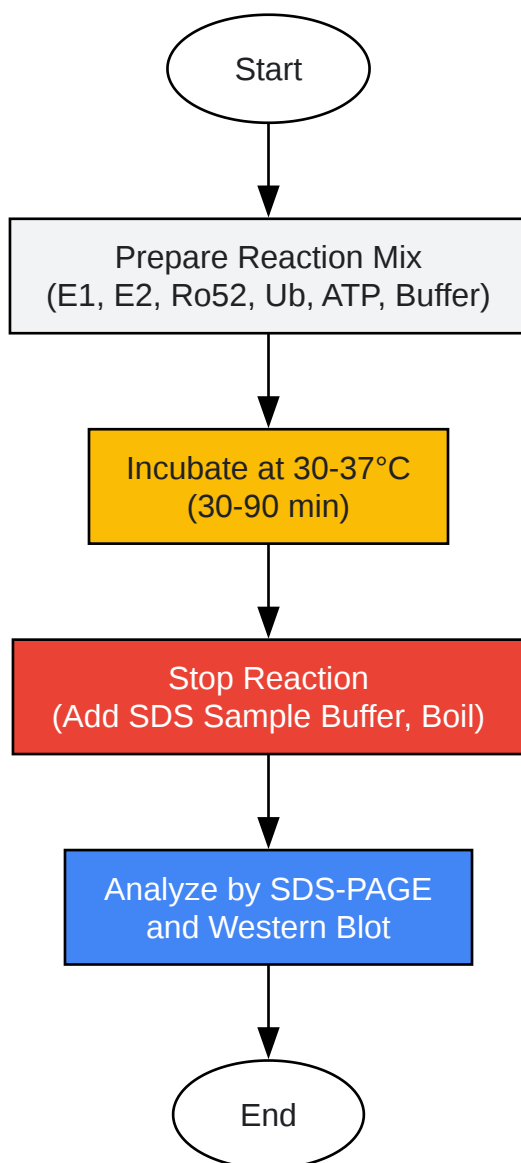 Start
Prepare Reaction Mix
(E1, E2, Ro52, Ub, ATP, Buffer)
Incubate at 30-37°C
(30-90 min)
Stop Reaction
(Add SDS Sample Buffer, Boil)
Analyze by SDS-PAGE
and Western Blot
End